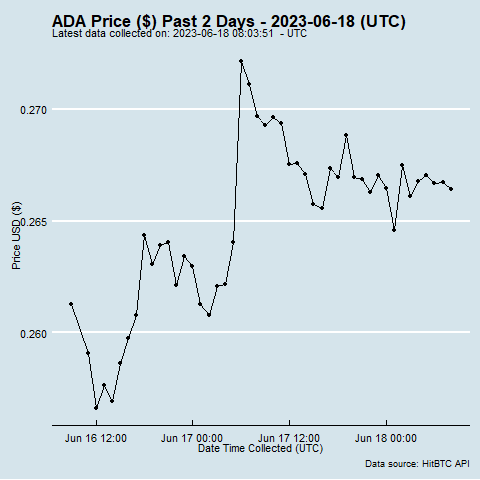 ADA Price ($) Past 2 Days - 2023-06-18 (UTC)
Latest data collected on: 2023-06-18 08:03:51  - UTC
0.270
0.265
0.260
Price USD ($)
Jun 16 12:00
Jun 17 00:00
Jun 17 12:00
Jun 18 00:00
Date Time Collected (UTC)
Data source: HitBTC API